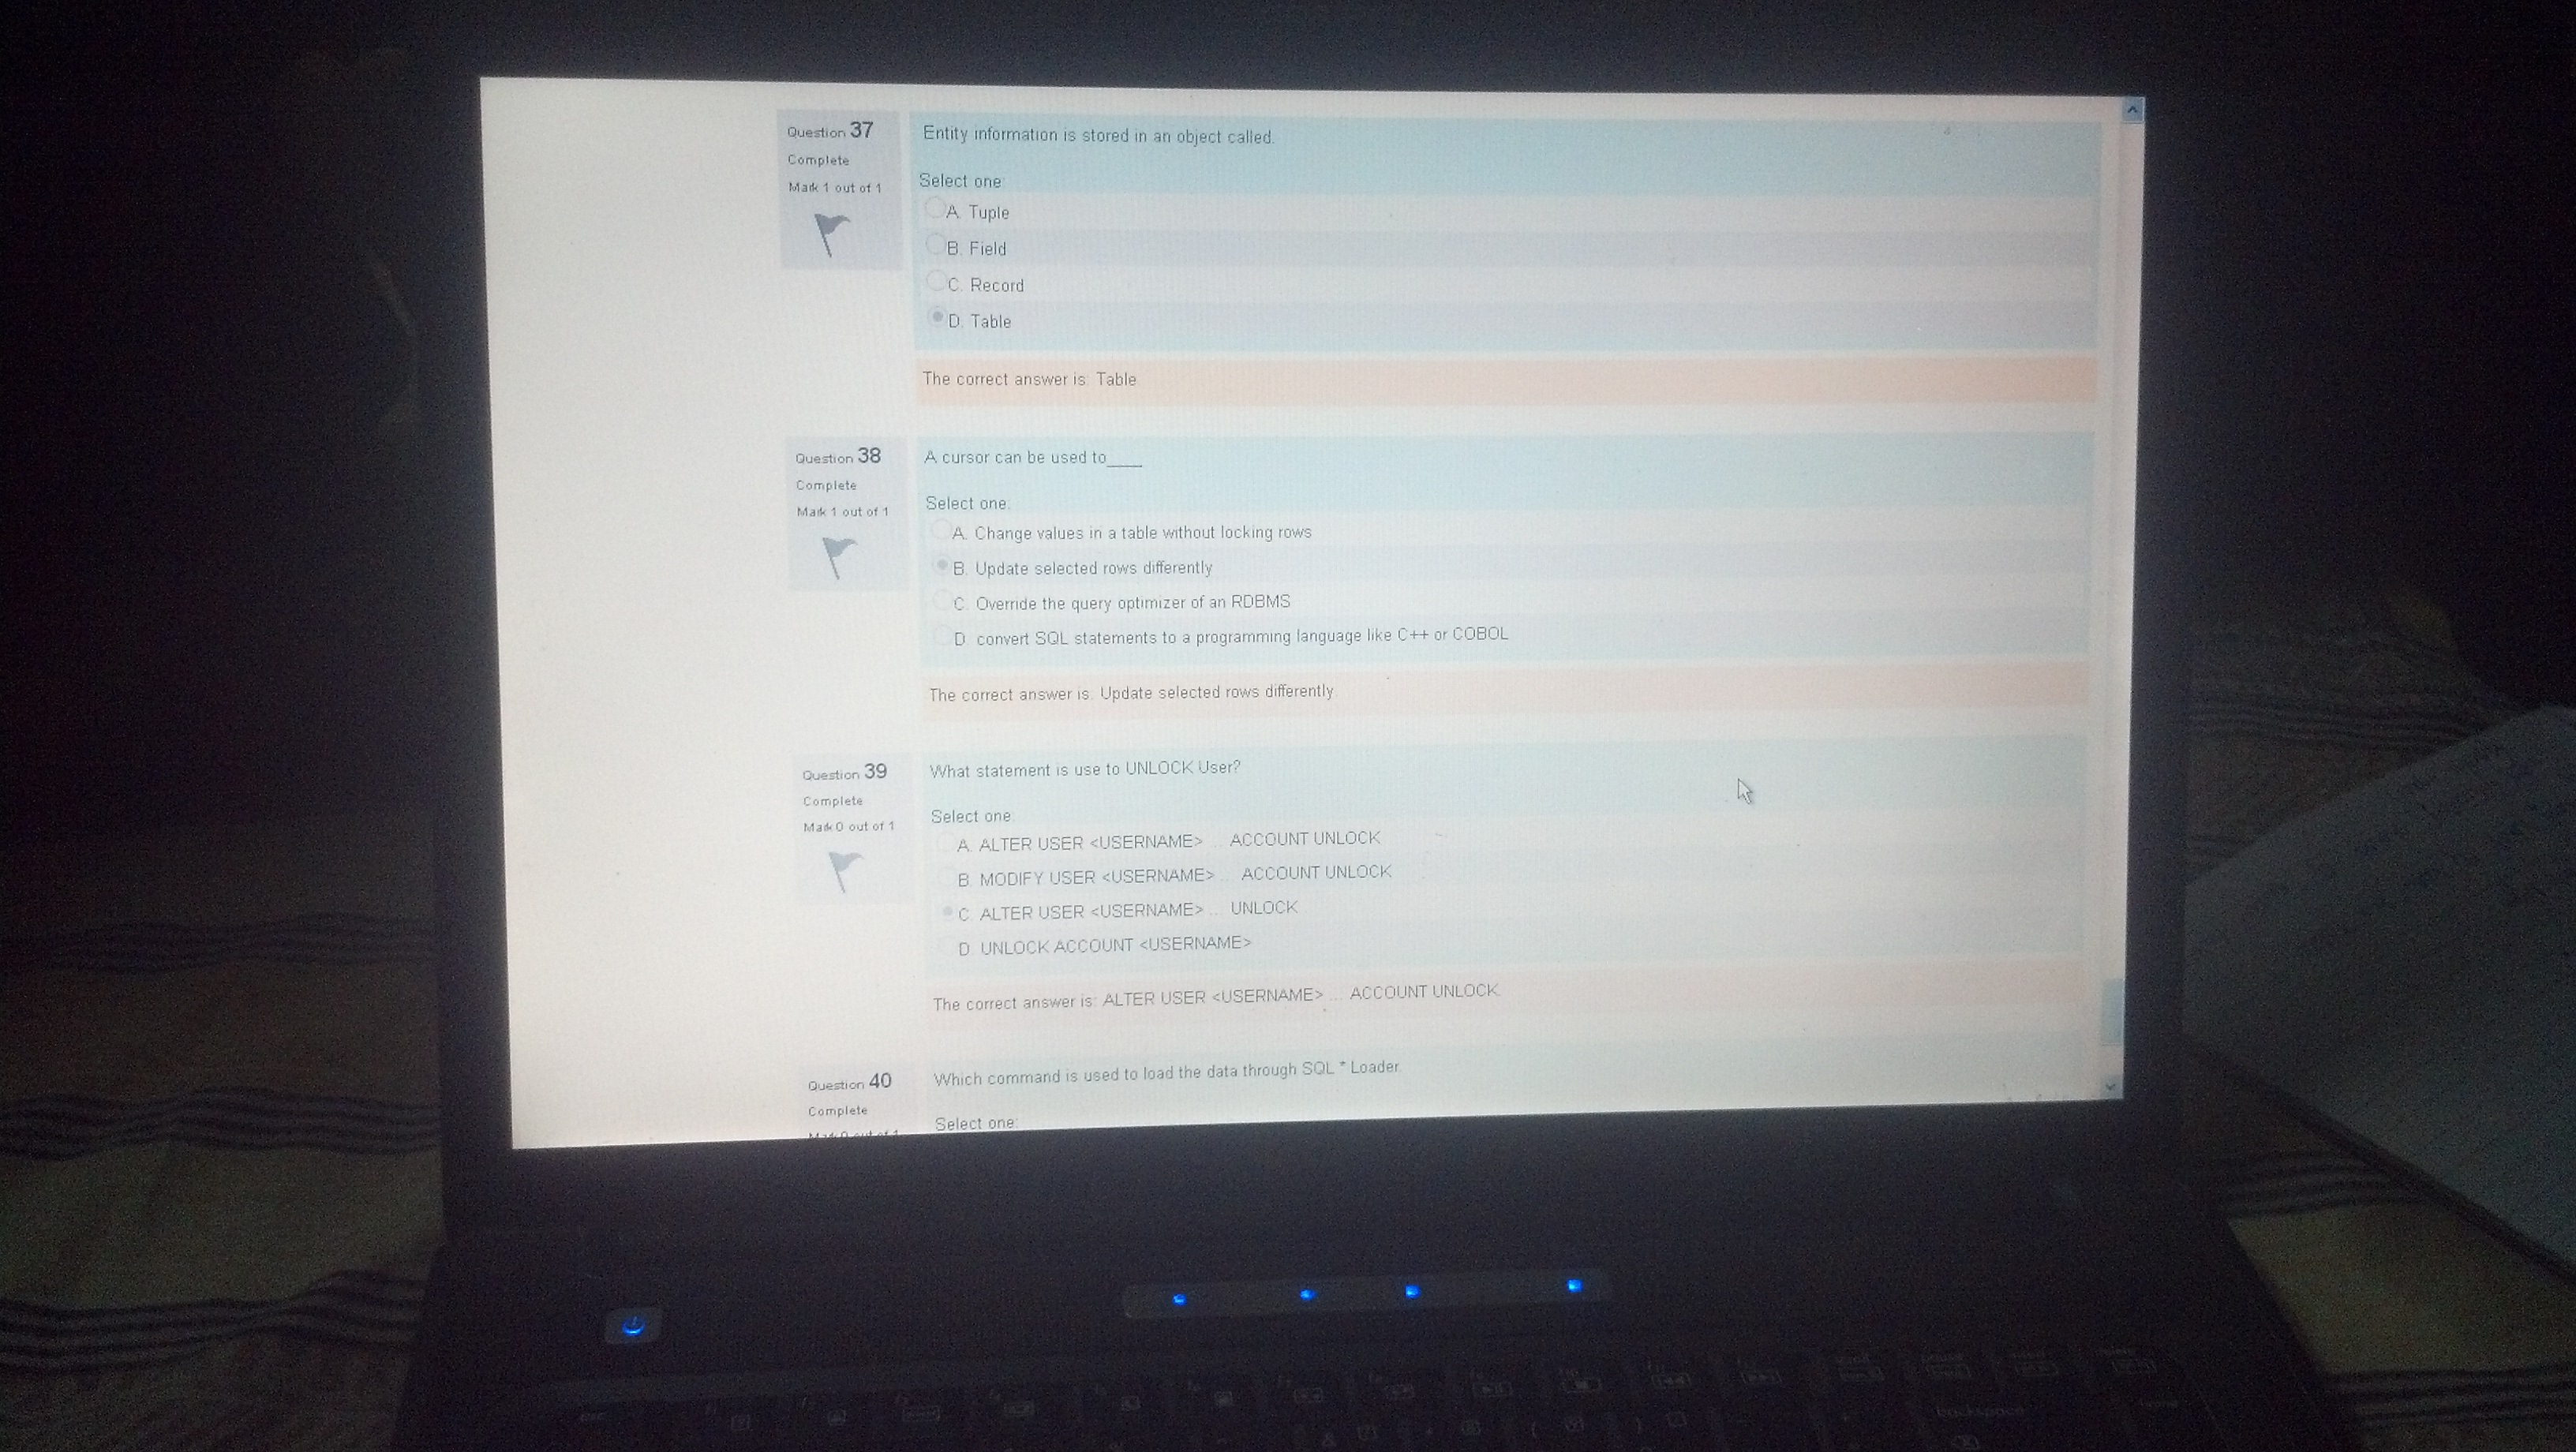 Question 37
Complete
Mark 1 out of 1
Entity information is stored in an object called.
Select one:
A. Tuple
B. Field
C. Record
D. Table
The correct answer is: Table
Question 38
Complete
Mark 1 out of 1
A cursor can be used to____
Select one:
A. Change values in a table without locking rows
B. Update selected rows differently
C. Override the query optimizer of an RDBMS
D. convert SQL statements to a programming language like C++ or COBOL
The correct answer is: Update selected rows differently
Question 39
Complete
Mark 0 out of 1
What statement is use to UNLOCK User?
Select one:
A. ALTER USER <USERNAME> ... ACCOUNT UNLOCK
B. MODIFY USER <USERNAME> ... ACCOUNT UNLOCK
C. ALTER USER <USERNAME> ... UNLOCK
D. UNLOCK ACCOUNT <USERNAME>
The correct answer is: ALTER USER <USERNAME> ... ACCOUNT UNLOCK
Question 40
Complete
Mark 0 out of 1
Which command is used to load the data through SQL * Loader.
Select one:
backspace